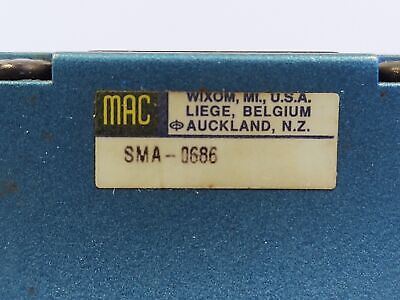 MAC
WIXOM, MI., U.S.A.
LIEGE, BELGIUM
AUCKLAND, N.Z.
SMA-0686